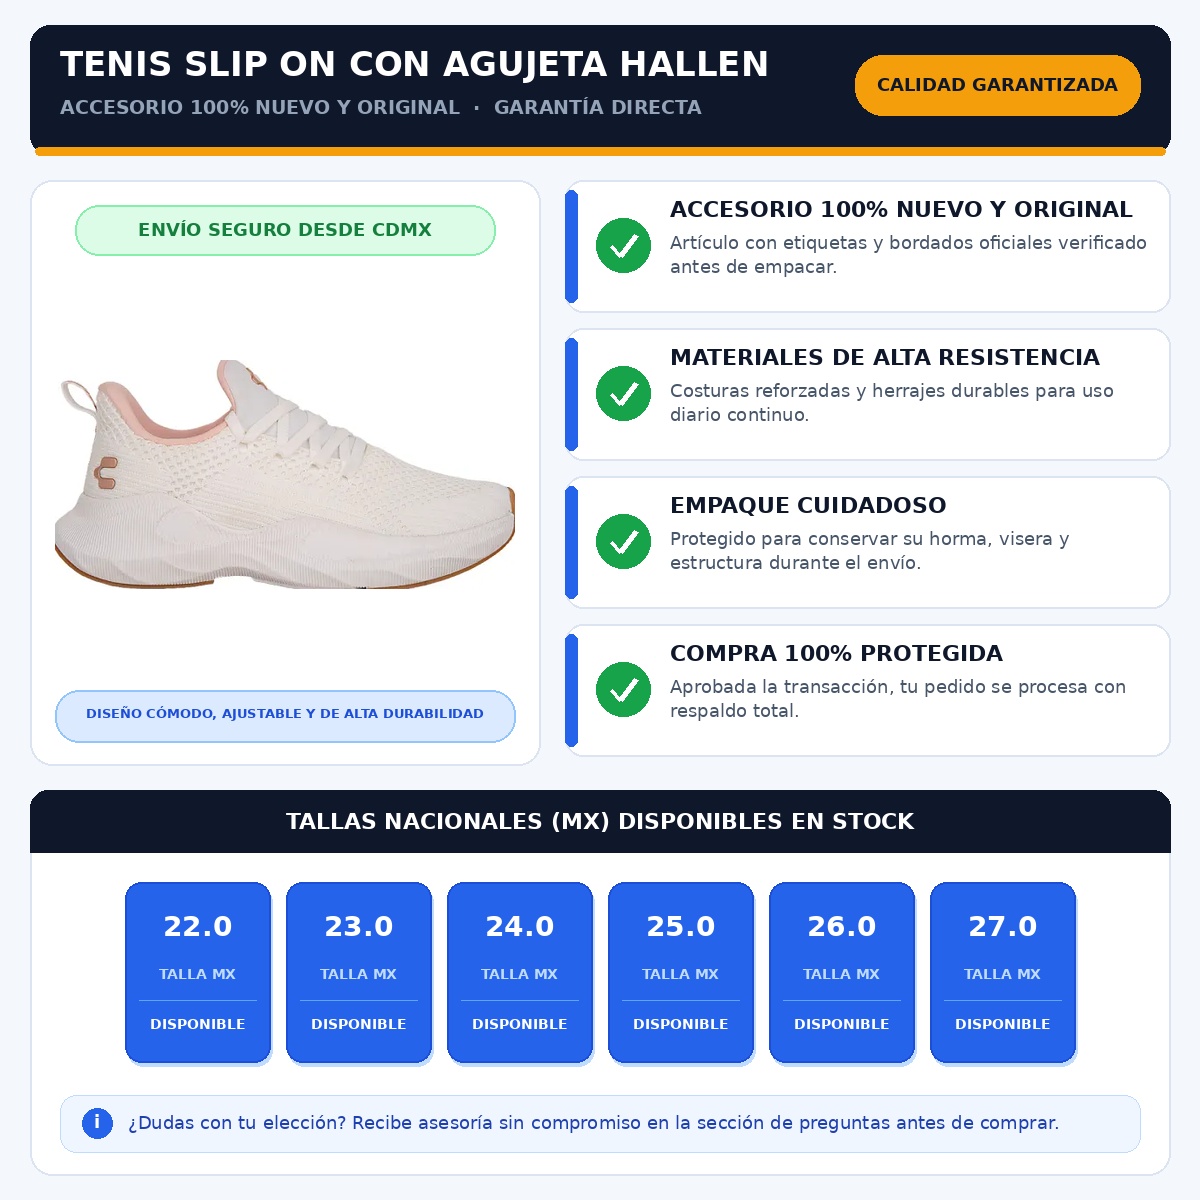 TENIS SLIP ON CON AGUJETA HALLEN
ACCESORIO 100% NUEVO Y ORIGINAL · GARANTÍA DIRECTA
CALIDAD GARANTIZADA
ENVÍO SEGURO DESDE CDMX
DISEÑO CÓMODO, AJUSTABLE Y DE ALTA DURABILIDAD
ACCESORIO 100% NUEVO Y ORIGINAL
Artículo con etiquetas y bordados oficiales verificado
antes de empacar.
MATERIALES DE ALTA RESISTENCIA
Costuras reforzadas y herrajes durables para uso
diario continuo.
EMPAQUE CUIDADOSO
Protegido para conservar su horma, visera y
estructura durante el envío.
COMPRA 100% PROTEGIDA
Aprobada la transacción, tu pedido se procesa con
respaldo total.
TALLAS NACIONALES (MX) DISPONIBLES EN STOCK
22.0
TALLA MX
DISPONIBLE
23.0
TALLA MX
DISPONIBLE
24.0
TALLA MX
DISPONIBLE
25.0
TALLA MX
DISPONIBLE
26.0
TALLA MX
DISPONIBLE
27.0
TALLA MX
DISPONIBLE
i ¿Dudas con tu elección? Recibe asesoría sin compromiso en la sección de preguntas antes de comprar.